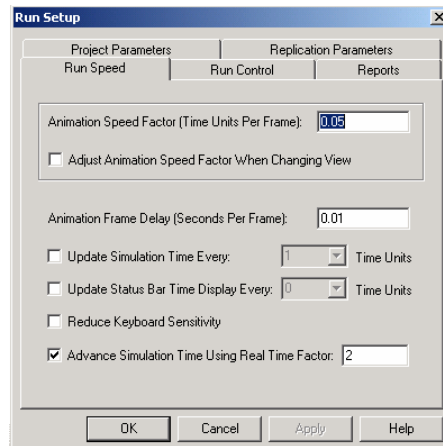 Run Setup
Project Parameters Replication Parameters
Run Speed Run Control Reports
Animation Speed Factor (Time Units Per Frame): 0.05
Adjust Animation Speed Factor When Changing View
Animation Frame Delay (Seconds Per Frame): 0.01
Update Simulation Time Every: 1 Time Units
Update Status Bar Time Display Every: 0 Time Units
Reduce Keyboard Sensitivity
Advance Simulation Time Using Real Time Factor: 2
OK Cancel Apply Help